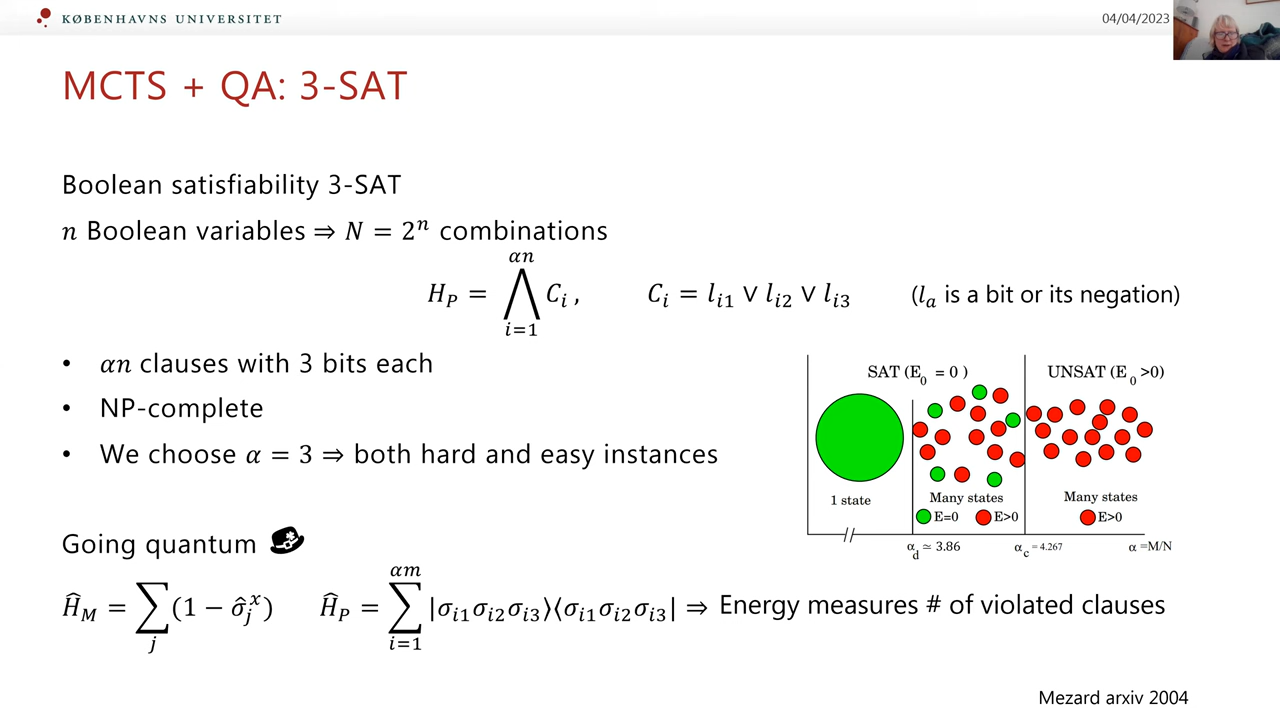 KØBENHAVNS UNIVERSITET
04/04/2023
MCTS + QA: 3-SAT
Boolean satisfiability 3-SAT
n Boolean variables ⇒ N = 2ⁿ combinations
H_P = ⋀_{i=1}^{αn} C_i , C_i = l_{i1} ∨ l_{i2} ∨ l_{i3} (l_a is a bit or its negation)
• αn clauses with 3 bits each
• NP-complete
• We choose α = 3 ⇒ both hard and easy instances
SAT (E_0 = 0 ) UNSAT (E_0 >0)
1 state Many states Many states
E=0 E>0 E>0
α_d ≃ 3.86 α_c = 4.267 α =M/N
Going quantum
Ĥ_M = ∑_j (1 − σ̂_j^x) Ĥ_P = ∑_{i=1}^{αm} |σ_{i1}σ_{i2}σ_{i3}⟩⟨σ_{i1}σ_{i2}σ_{i3}| ⇒ Energy measures # of violated clauses
Mezard arxiv 2004